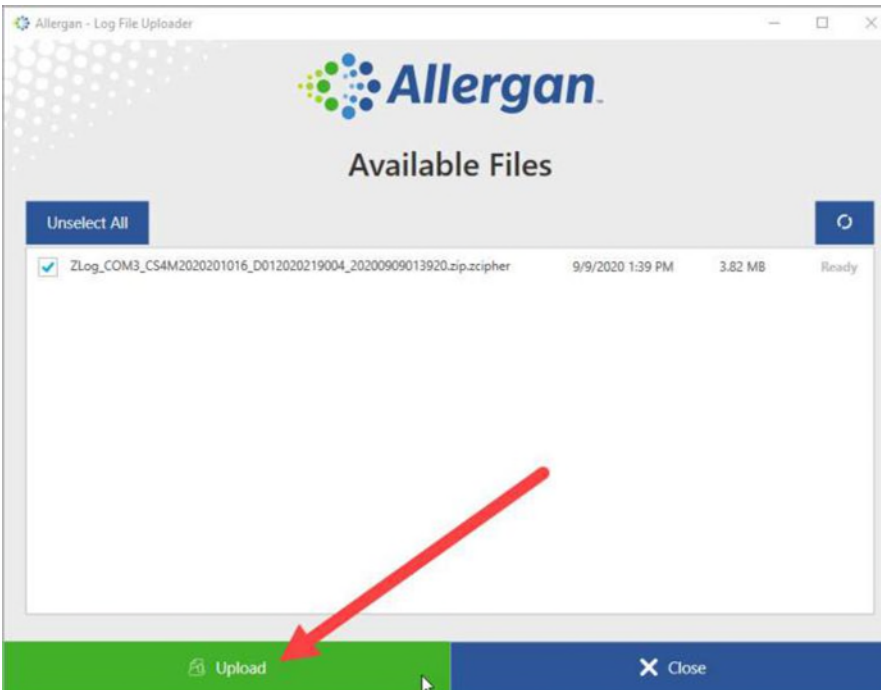 Allergan - Log File Uploader
Allergan™
Available Files
Unselect All
ZLog_COM3_CS4M2020201016_D012020219004_20200909013920.zip.zcipher 9/9/2020 1:39 PM 3.82 MB Ready
Upload Close